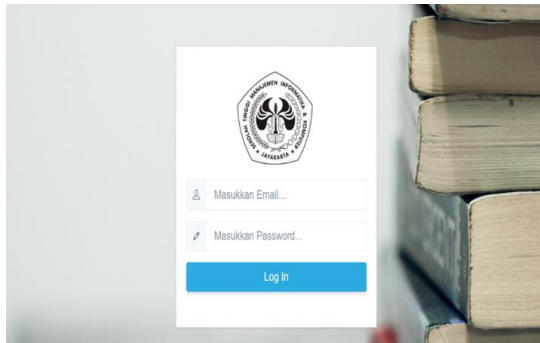 SEKOLAH TINGGI MANAJEMEN INFORMATIKA & KOMPUTER
JAYAKARTA
Masukkan Email...
Masukkan Password...
Log In